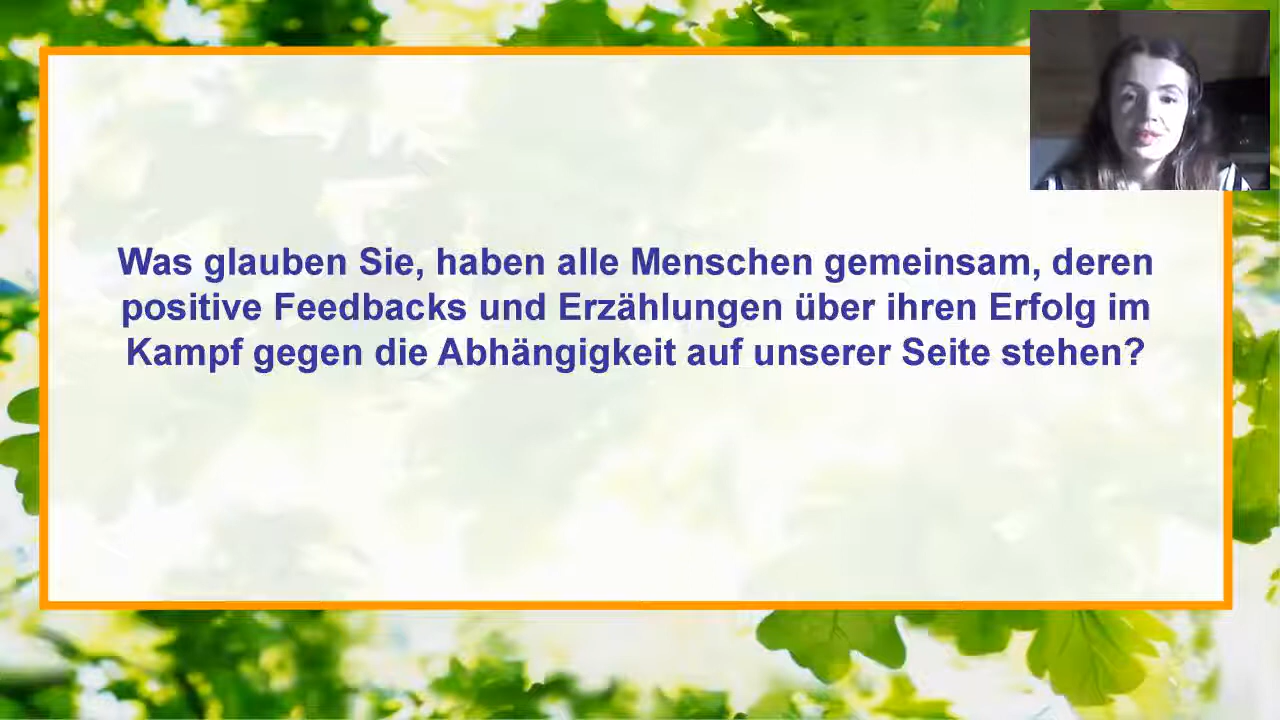 Was glauben Sie, haben alle Menschen gemeinsam, deren
positive Feedbacks und Erzählungen über ihren Erfolg im
Kampf gegen die Abhängigkeit auf unserer Seite stehen?